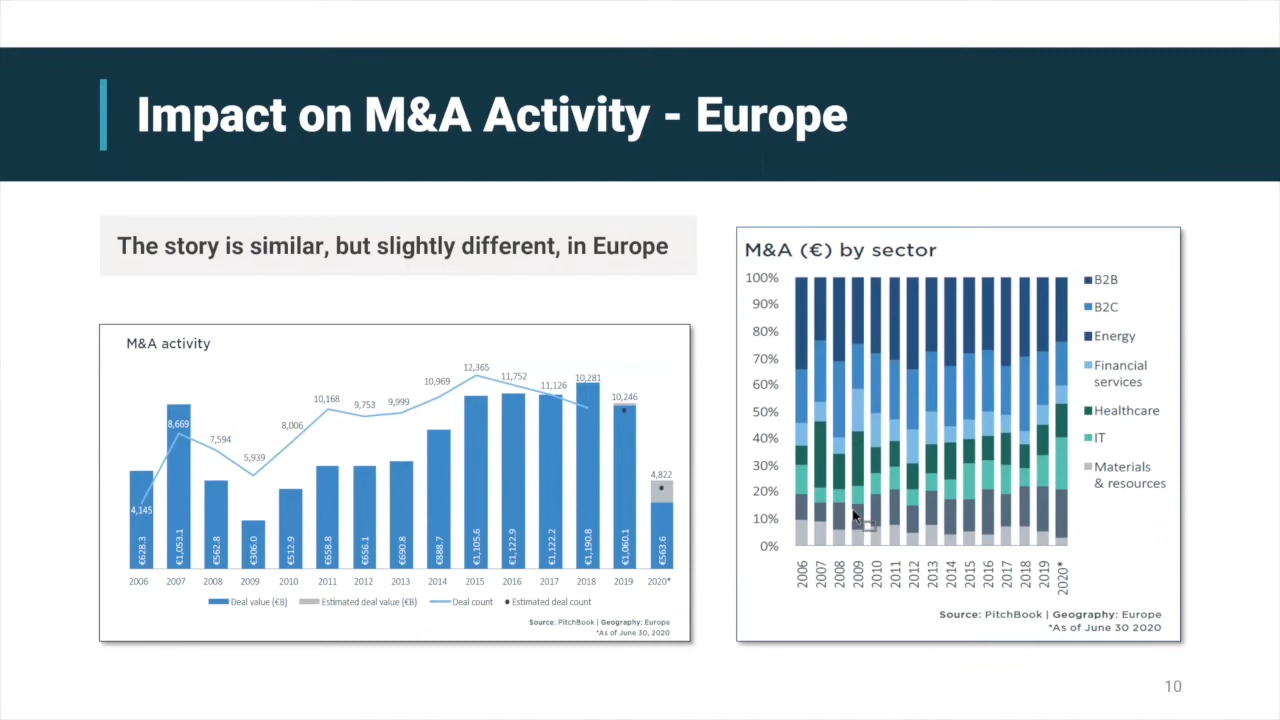 Impact on M&A Activity - Europe
The story is similar, but slightly different, in Europe
M&A activity
4,145
8,669
7,594
5,939
8,006
10,168
9,753
9,999
10,969
12,365
11,752
11,126
10,281
10,246
4,822
€628.3
€1,053.1
€562.8
€306.0
€512.9
€658.8
€656.1
€690.8
€888.7
€1,105.6
€1,122.9
€1,122.2
€1,190.8
€1,060.1
€563.6
2006 2007 2008 2009 2010 2011 2012 2013 2014 2015 2016 2017 2018 2019 2020*
Deal value (€B) Estimated deal value (€B) Deal count Estimated deal count
Source: PitchBook | Geography: Europe
*As of June 30, 2020
M&A (€) by sector
100%
90%
80%
70%
60%
50%
40%
30%
20%
10%
0%
2006 2007 2008 2009 2010 2011 2012 2013 2014 2015 2016 2017 2018 2019 2020*
B2B
B2C
Energy
Financial
services
Healthcare
IT
Materials
& resources
Source: PitchBook | Geography: Europe
*As of June 30 2020
10